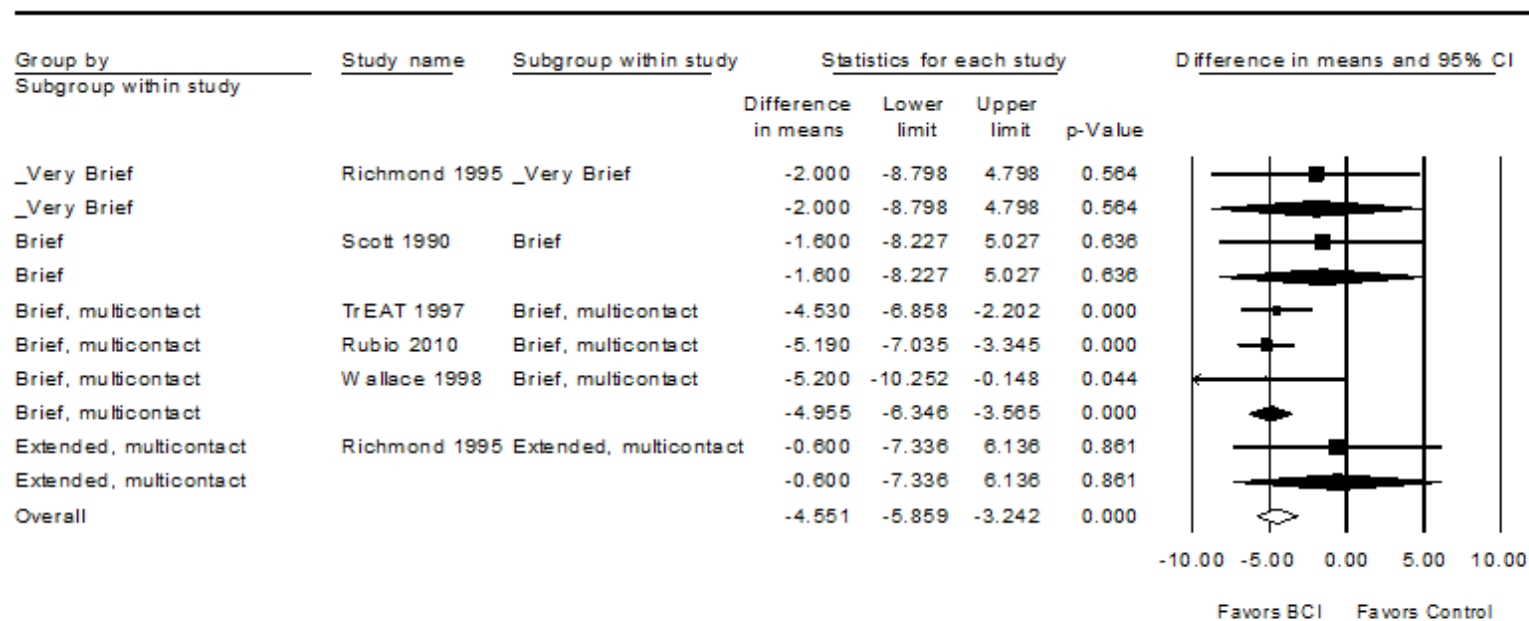 Group by Study name Subgroup within study Statistics for each study Difference in means and 95% CI
Subgroup within study
Difference Lower Upper
in means limit limit p-Value
_Very Brief Richmond 1995 _Very Brief -2.000 -8.798 4.798 0.564
_Very Brief -2.000 -8.798 4.798 0.564
Brief Scott 1990 Brief -1.600 -8.227 5.027 0.636
Brief -1.600 -8.227 5.027 0.636
Brief, multicontact TrEAT 1997 Brief, multicontact -4.530 -6.858 -2.202 0.000
Brief, multicontact Rubio 2010 Brief, multicontact -5.190 -7.035 -3.345 0.000
Brief, multicontact Wallace 1998 Brief, multicontact -5.200 -10.252 -0.148 0.044
Brief, multicontact -4.955 -6.346 -3.565 0.000
Extended, multicontact Richmond 1995 Extended, multicontact -0.600 -7.336 6.136 0.861
Extended, multicontact -0.600 -7.336 6.136 0.861
Overall -4.551 -5.859 -3.242 0.000
-10.00 -5.00 0.00 5.00 10.00
Favors BCI Favors Control